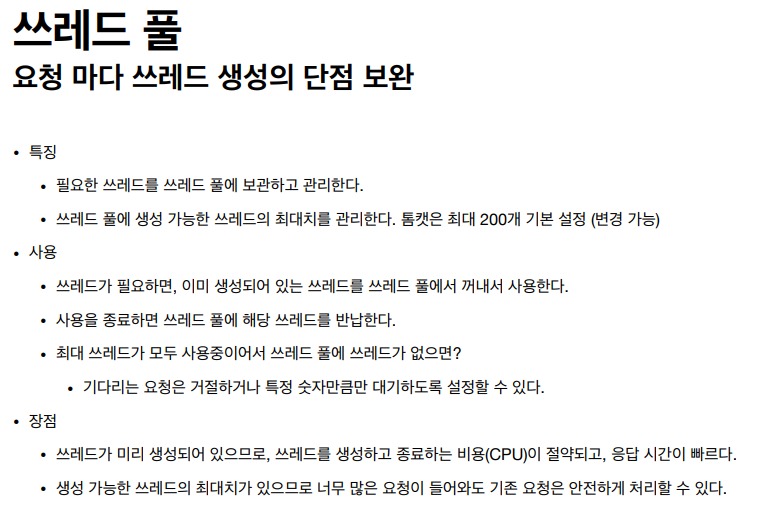 쓰레드 풀
요청 마다 쓰레드 생성의 단점 보완
• 특징
• 필요한 쓰레드를 쓰레드 풀에 보관하고 관리한다.
• 쓰레드 풀에 생성 가능한 쓰레드의 최대치를 관리한다. 톰캣은 최대 200개 기본 설정 (변경 가능)
• 사용
• 쓰레드가 필요하면, 이미 생성되어 있는 쓰레드를 쓰레드 풀에서 꺼내서 사용한다.
• 사용을 종료하면 쓰레드 풀에 해당 쓰레드를 반납한다.
• 최대 쓰레드가 모두 사용중이어서 쓰레드 풀에 쓰레드가 없으면?
• 기다리는 요청은 거절하거나 특정 숫자만큼만 대기하도록 설정할 수 있다.
• 장점
• 쓰레드가 미리 생성되어 있으므로, 쓰레드를 생성하고 종료하는 비용(CPU)이 절약되고, 응답 시간이 빠르다.
• 생성 가능한 쓰레드의 최대치가 있으므로 너무 많은 요청이 들어와도 기존 요청은 안전하게 처리할 수 있다.